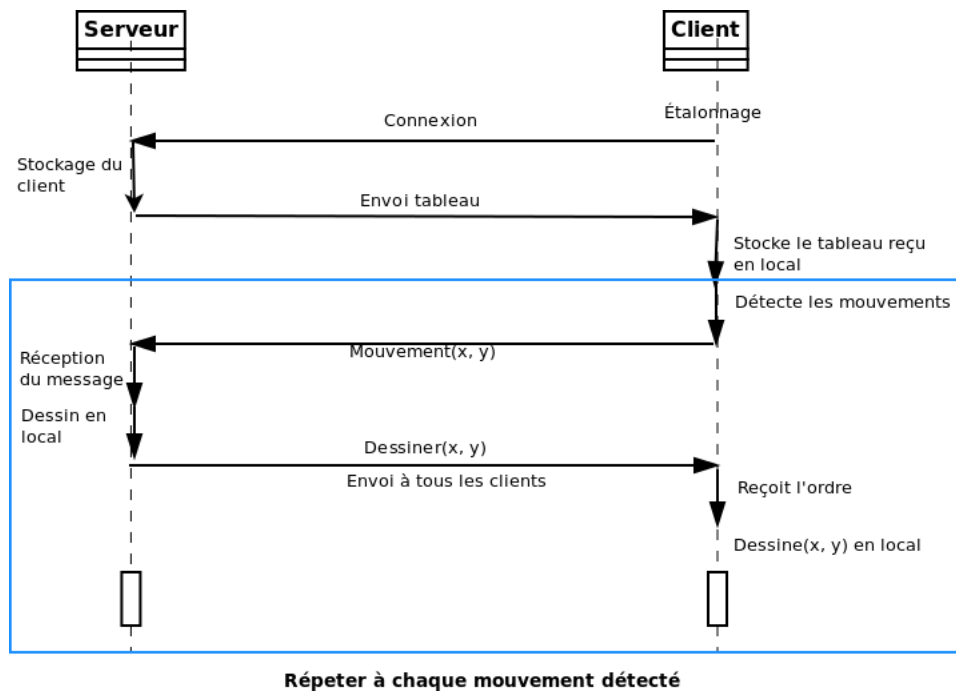 Serveur
Client
Étalonnage
Connexion
Stockage du
client
Envoi tableau
Stocke le tableau reçu
en local
Détecte les mouvements
Mouvement(x, y)
Réception
du message
Dessin en
local
Dessiner(x, y)
Envoi à tous les clients
Reçoit l'ordre
Dessine(x, y) en local
Répeter à chaque mouvement détecté